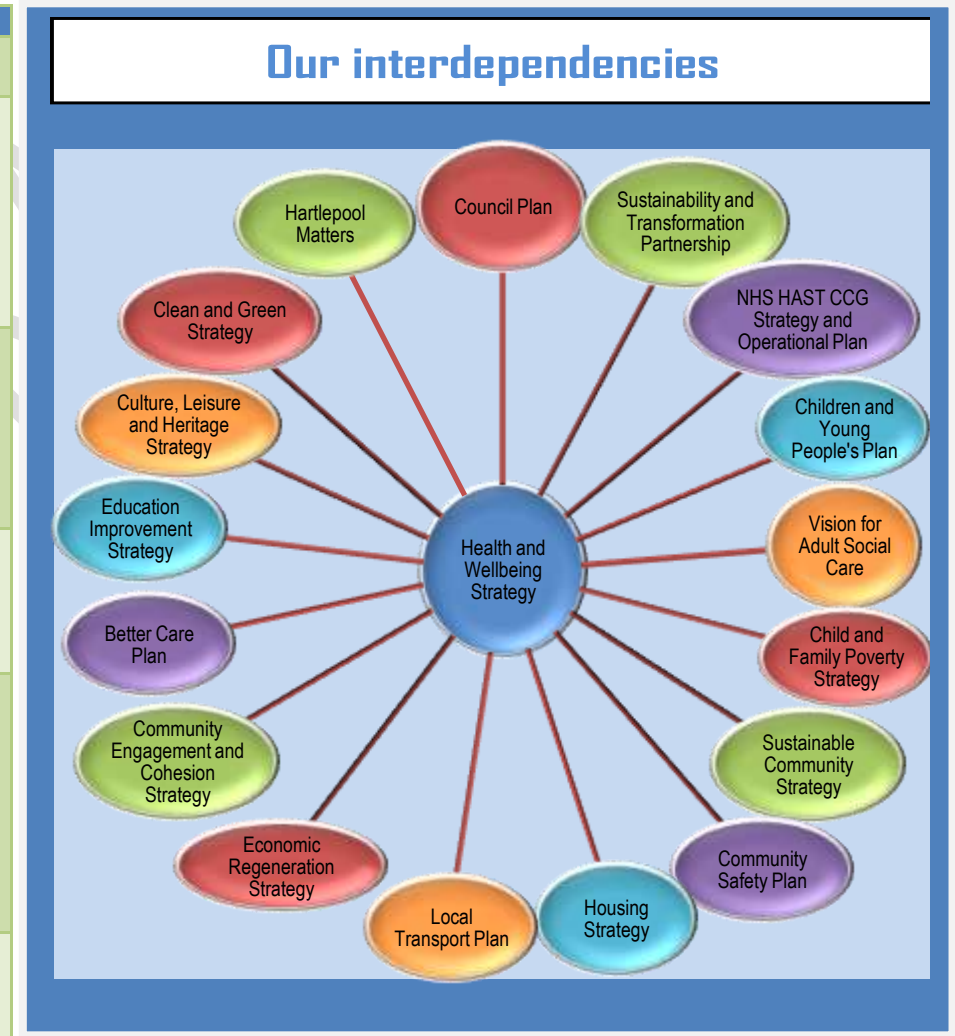 Our interdependencies
Council Plan
Sustainability and
Transformation
Partnership
NHS HAST CCG
Strategy and
Operational Plan
Children and
Young
People's Plan
Vision for
Adult Social
Care
Child and
Family Poverty
Strategy
Sustainable
Community
Strategy
Community
Safety Plan
Housing
Strategy
Local
Transport Plan
Economic
Regeneration
Strategy
Community
Engagement and
Cohesion
Strategy
Better Care
Plan
Education
Improvement
Strategy
Culture, Leisure
and Heritage
Strategy
Clean and Green
Strategy
Hartlepool
Matters
Health and
Wellbeing
Strategy